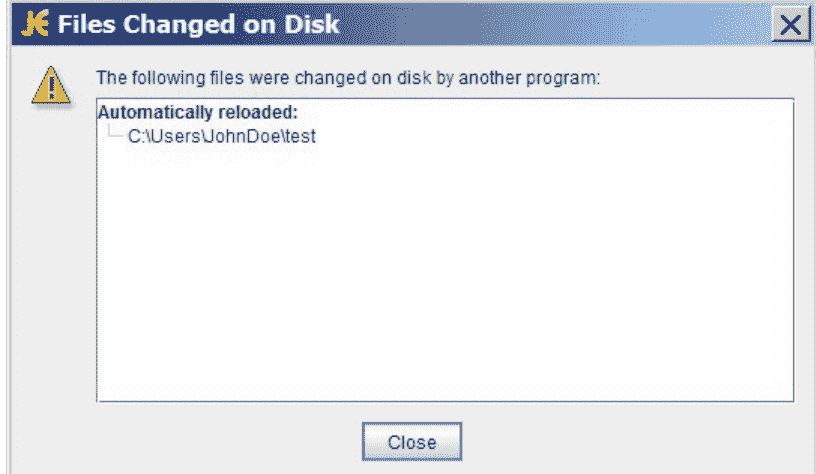 Files Changed on Disk
The following files were changed on disk by another program:
Automatically reloaded:
C:\Users\JohnDoe\test
Close